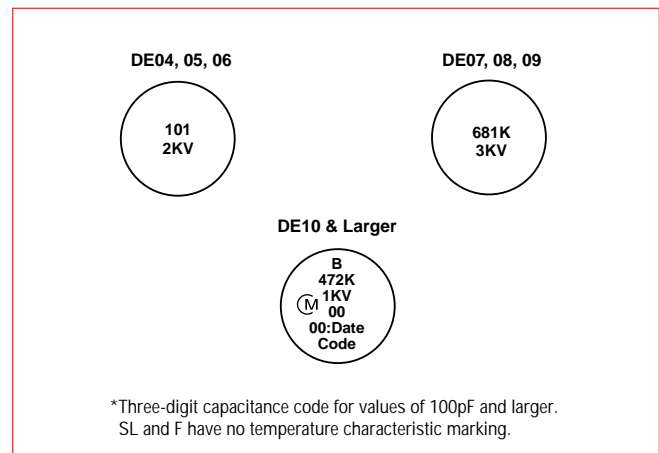 DE04, 05, 06
101
2KV
DE07, 08, 09
681K
3KV
DE10 & Larger
B
472K
1KV
M 00
00:Date
Code
*Three-digit capacitance code for values of 100pF and larger.
SL and F have no temperature characteristic marking.